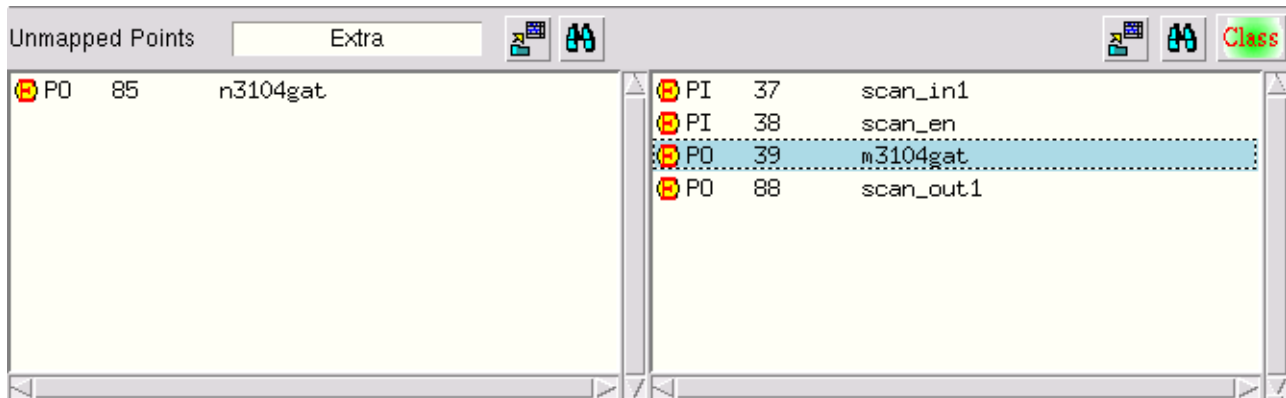 Unmapped Points Extra Class
E PO 85 n3104gat
E PI 37 scan_in1
E PI 38 scan_en
E PO 39 m3104gat
E PO 88 scan_out1